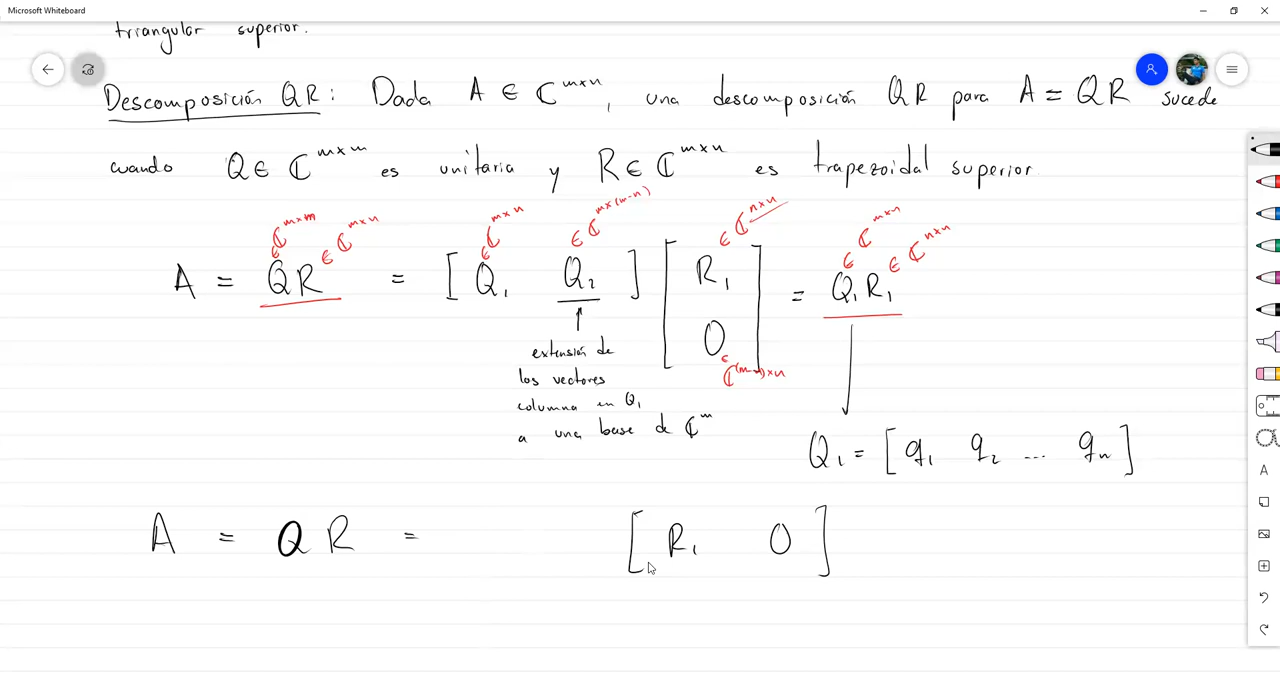 Microsoft Whiteboard
triangular superior.
Descomposición QR: Dada A ∈ ℂ^{m×n}, una descomposición QR para A = QR sucede
cuando Q ∈ ℂ^{m×m} es unitaria y R ∈ ℂ^{m×n} es trapezoidal superior.
∈ ℂ^{m×m} ∈ ℂ^{m×n} ∈ ℂ^{m×n} ∈ ℂ^{m×(m-n)} ∈ ℂ^{n×n} ∈ ℂ^{m×n} ∈ ℂ^{n×n}
A = QR = [ Q₁ Q₂ ] [ R₁ = Q₁R₁
0 ]
∈ ℂ^{(m-n)×n}
↑
extensión de
los vectores
columna en Q₁
a una base de ℂ^m
Q₁ = [ q₁ q₂ ... qₙ ]
A = Q R = [ R₁ 0 ]
A